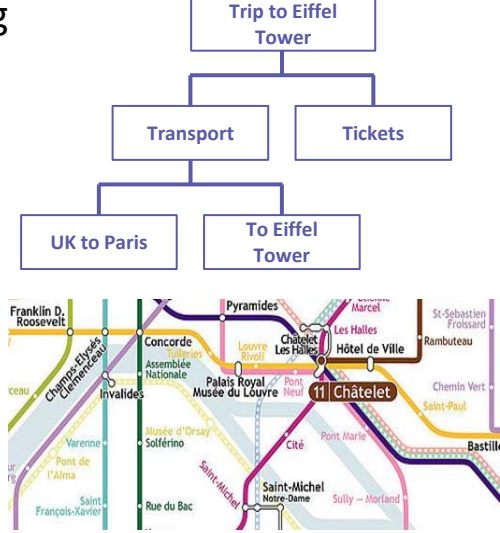 g
Trip to Eiffel
Tower
Transport
Tickets
UK to Paris
To Eiffel
Tower
Franklin D.
Roosevelt
Champs-Elysés
Clemenceau
Concorde
Tuileries
Assemblée
Nationale
Invalides
Pyramides
Louvre
Rivoli
Palais Royal
Musée du Louvre
Pont
Neuf
Châtelet
Les Halles
Marcel
Les Halles
Hôtel de Ville
Rambuteau
St-Sebastien
Froissard
Chemin Vert
11 Châtelet
Saint-Paul
Bastille
ceau
Varenne
Pont de
l'Alma
Musée d'Orsay
Solférino
Saint
François-Xavier
Rue du Bac
Saint-Michel
Cité
Pont Marie
Saint-Michel
Notre-Dame
Sully – Morland